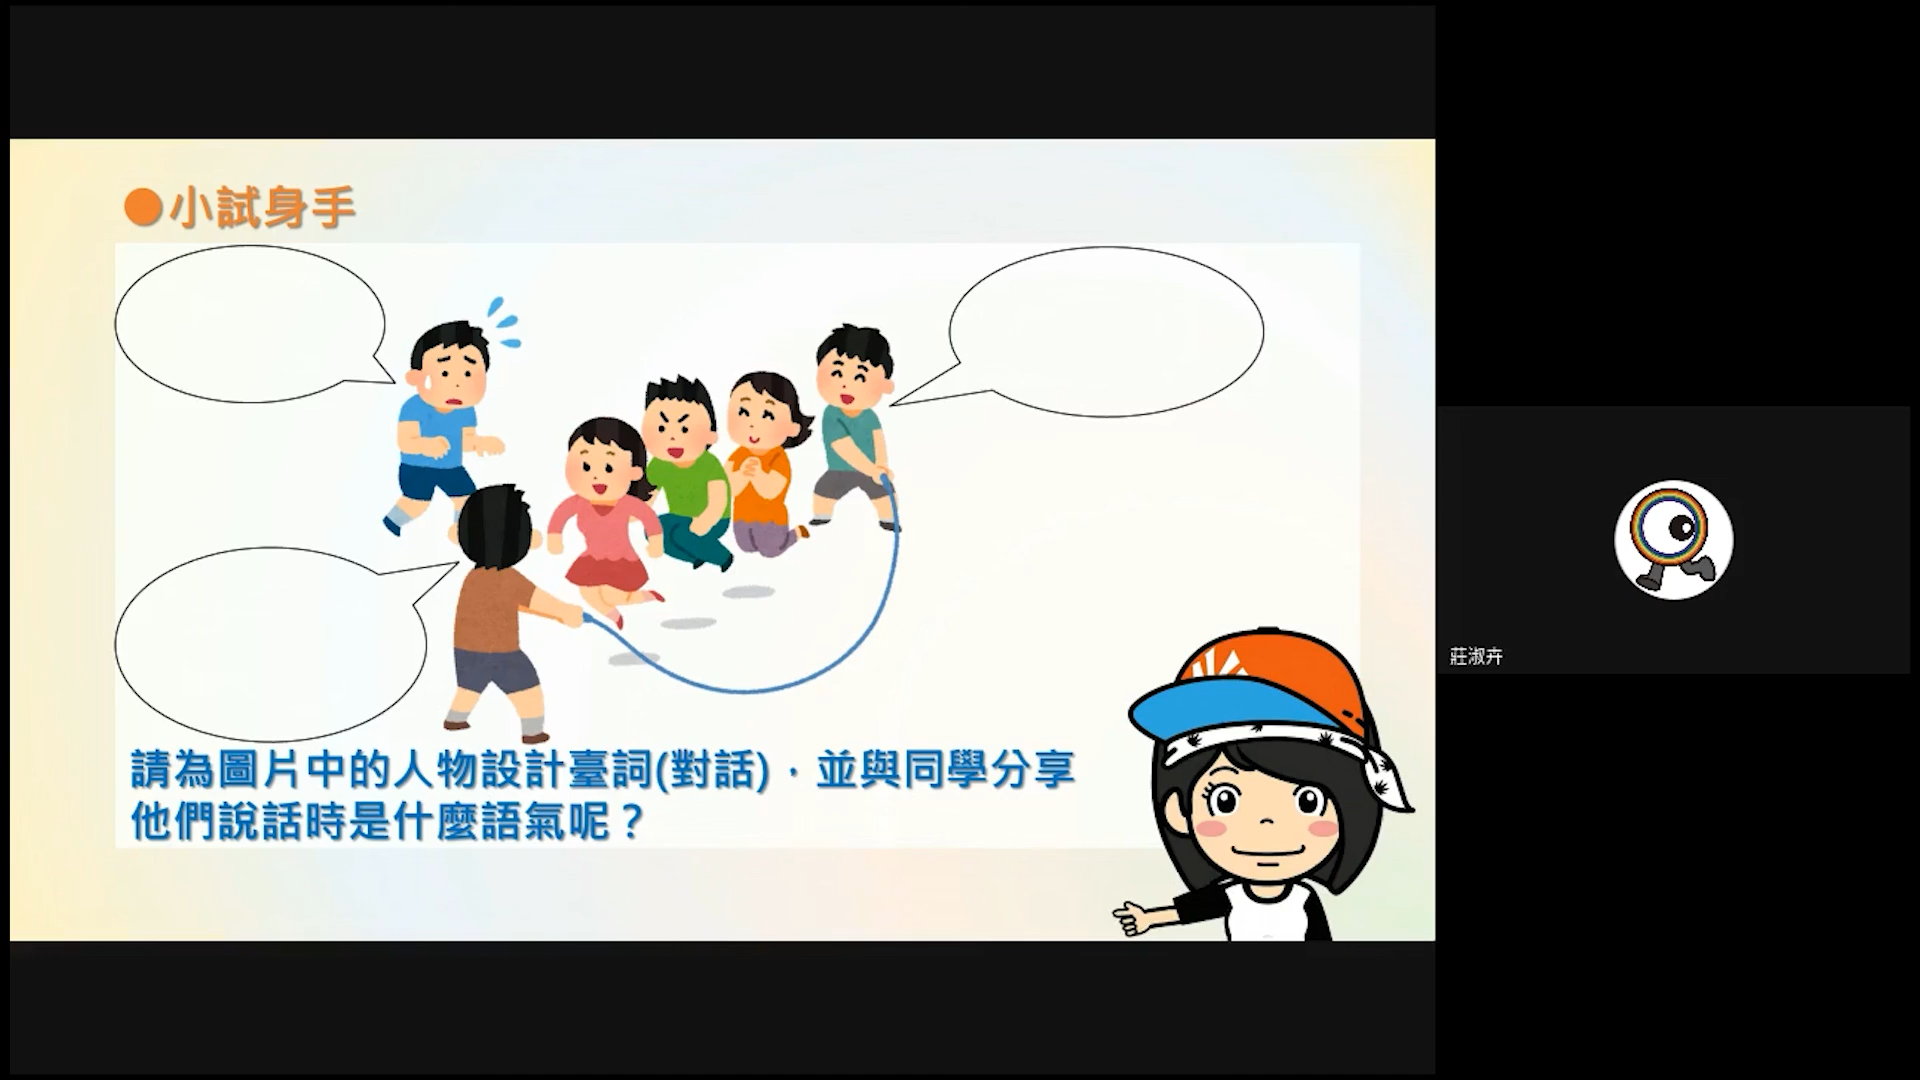 ●小試身手
請為圖片中的人物設計臺詞(對話)，並與同學分享
他們說話時是什麼語氣呢？
莊淑卉